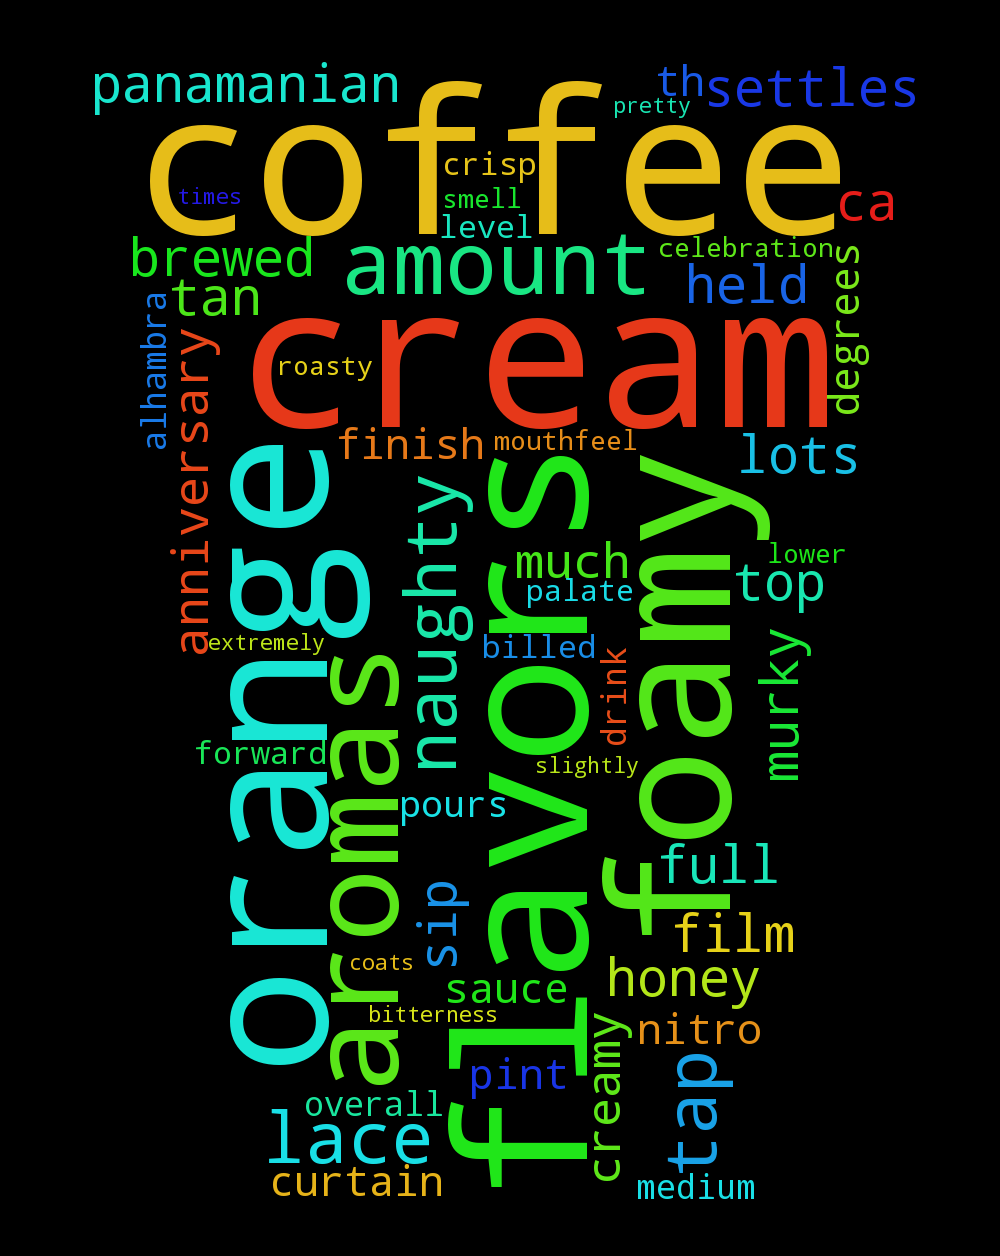 panamanian
th
settles
pretty
coffee
crisp
times
smell
ca
level
brewed
amount
celebration
tan
held
degrees
alhambra
anniversary
cream
roasty
finish
mouthfeel
lots
orange
naughty
flavors
foamy
much
lower
top
palate
extremely
billed
drink
murky
aromas
forward
slightly
pours
full
sip
film
coats
sauce
honey
bitterness
nitro
creamy
pint
tap
overall
lace
curtain
medium